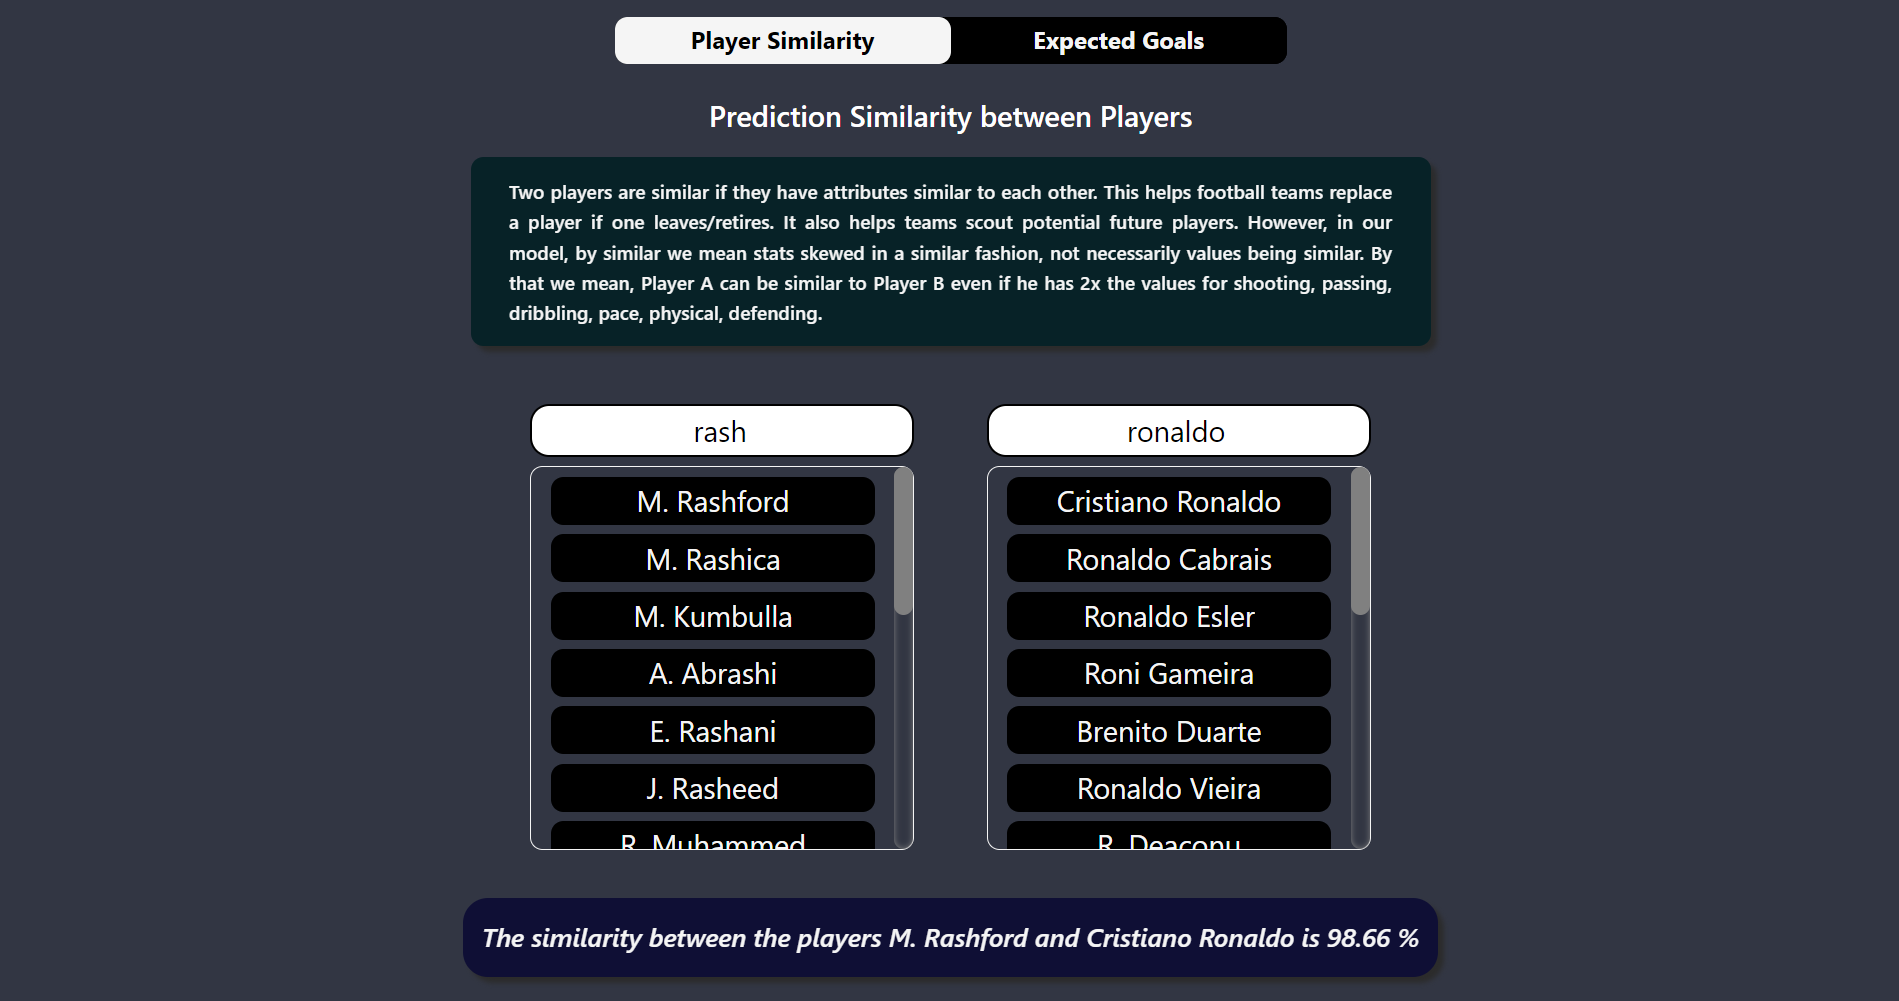 Player Similarity
Expected Goals
Prediction Similarity between Players
Two players are similar if they have attributes similar to each other. This helps football teams replace
a player if one leaves/retires. It also helps teams scout potential future players. However, in our
model, by similar we mean stats skewed in a similar fashion, not necessarily values being similar. By
that we mean, Player A can be similar to Player B even if he has 2x the values for shooting, passing,
dribbling, pace, physical, defending.
rash
M. Rashford
M. Rashica
M. Kumbulla
A. Abrashi
E. Rashani
J. Rasheed
R. Muhammed
ronaldo
Cristiano Ronaldo
Ronaldo Cabrais
Ronaldo Esler
Roni Gameira
Brenito Duarte
Ronaldo Vieira
R. Deaconu
The similarity between the players M. Rashford and Cristiano Ronaldo is 98.66 %